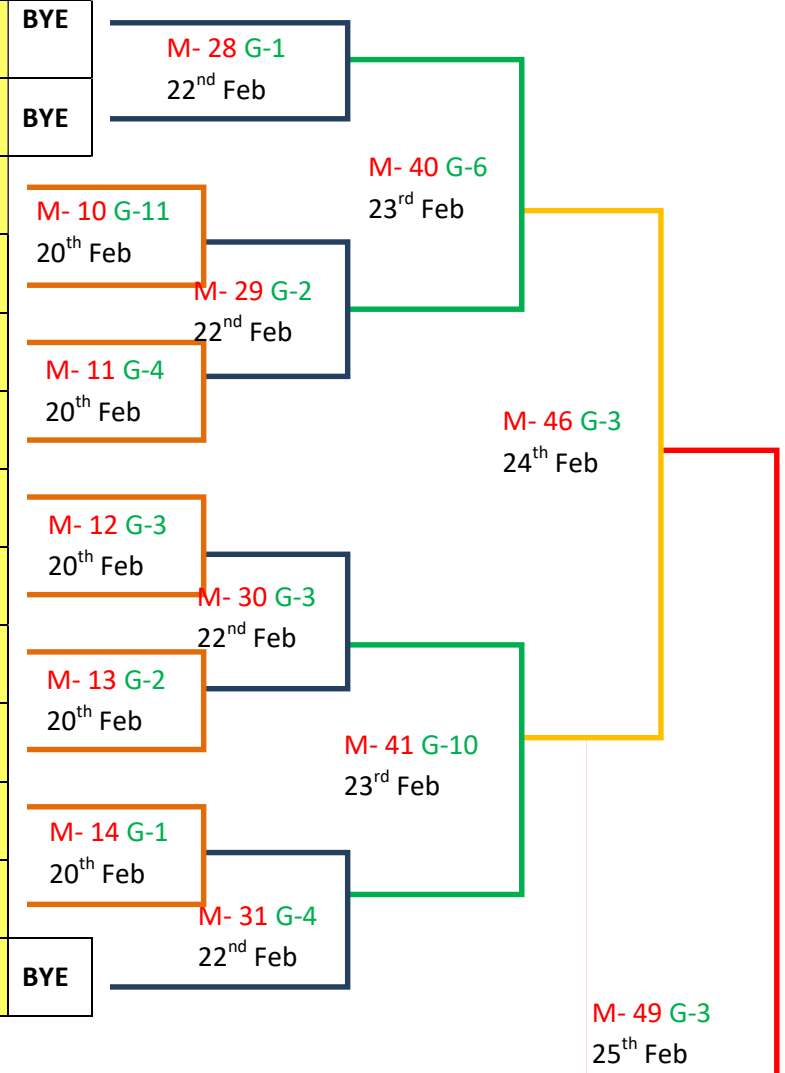 BYE
M- 28 G-1
22nd Feb
BYE
M- 40 G-6
23rd Feb
M- 10 G-11
20th Feb
M- 29 G-2
22nd Feb
M- 11 G-4
20th Feb
M- 46 G-3
24th Feb
M- 12 G-3
20th Feb
M- 30 G-3
22nd Feb
M- 13 G-2
20th Feb
M- 41 G-10
23rd Feb
M- 14 G-1
20th Feb
M- 31 G-4
22nd Feb
BYE
M- 49 G-3
25th Feb